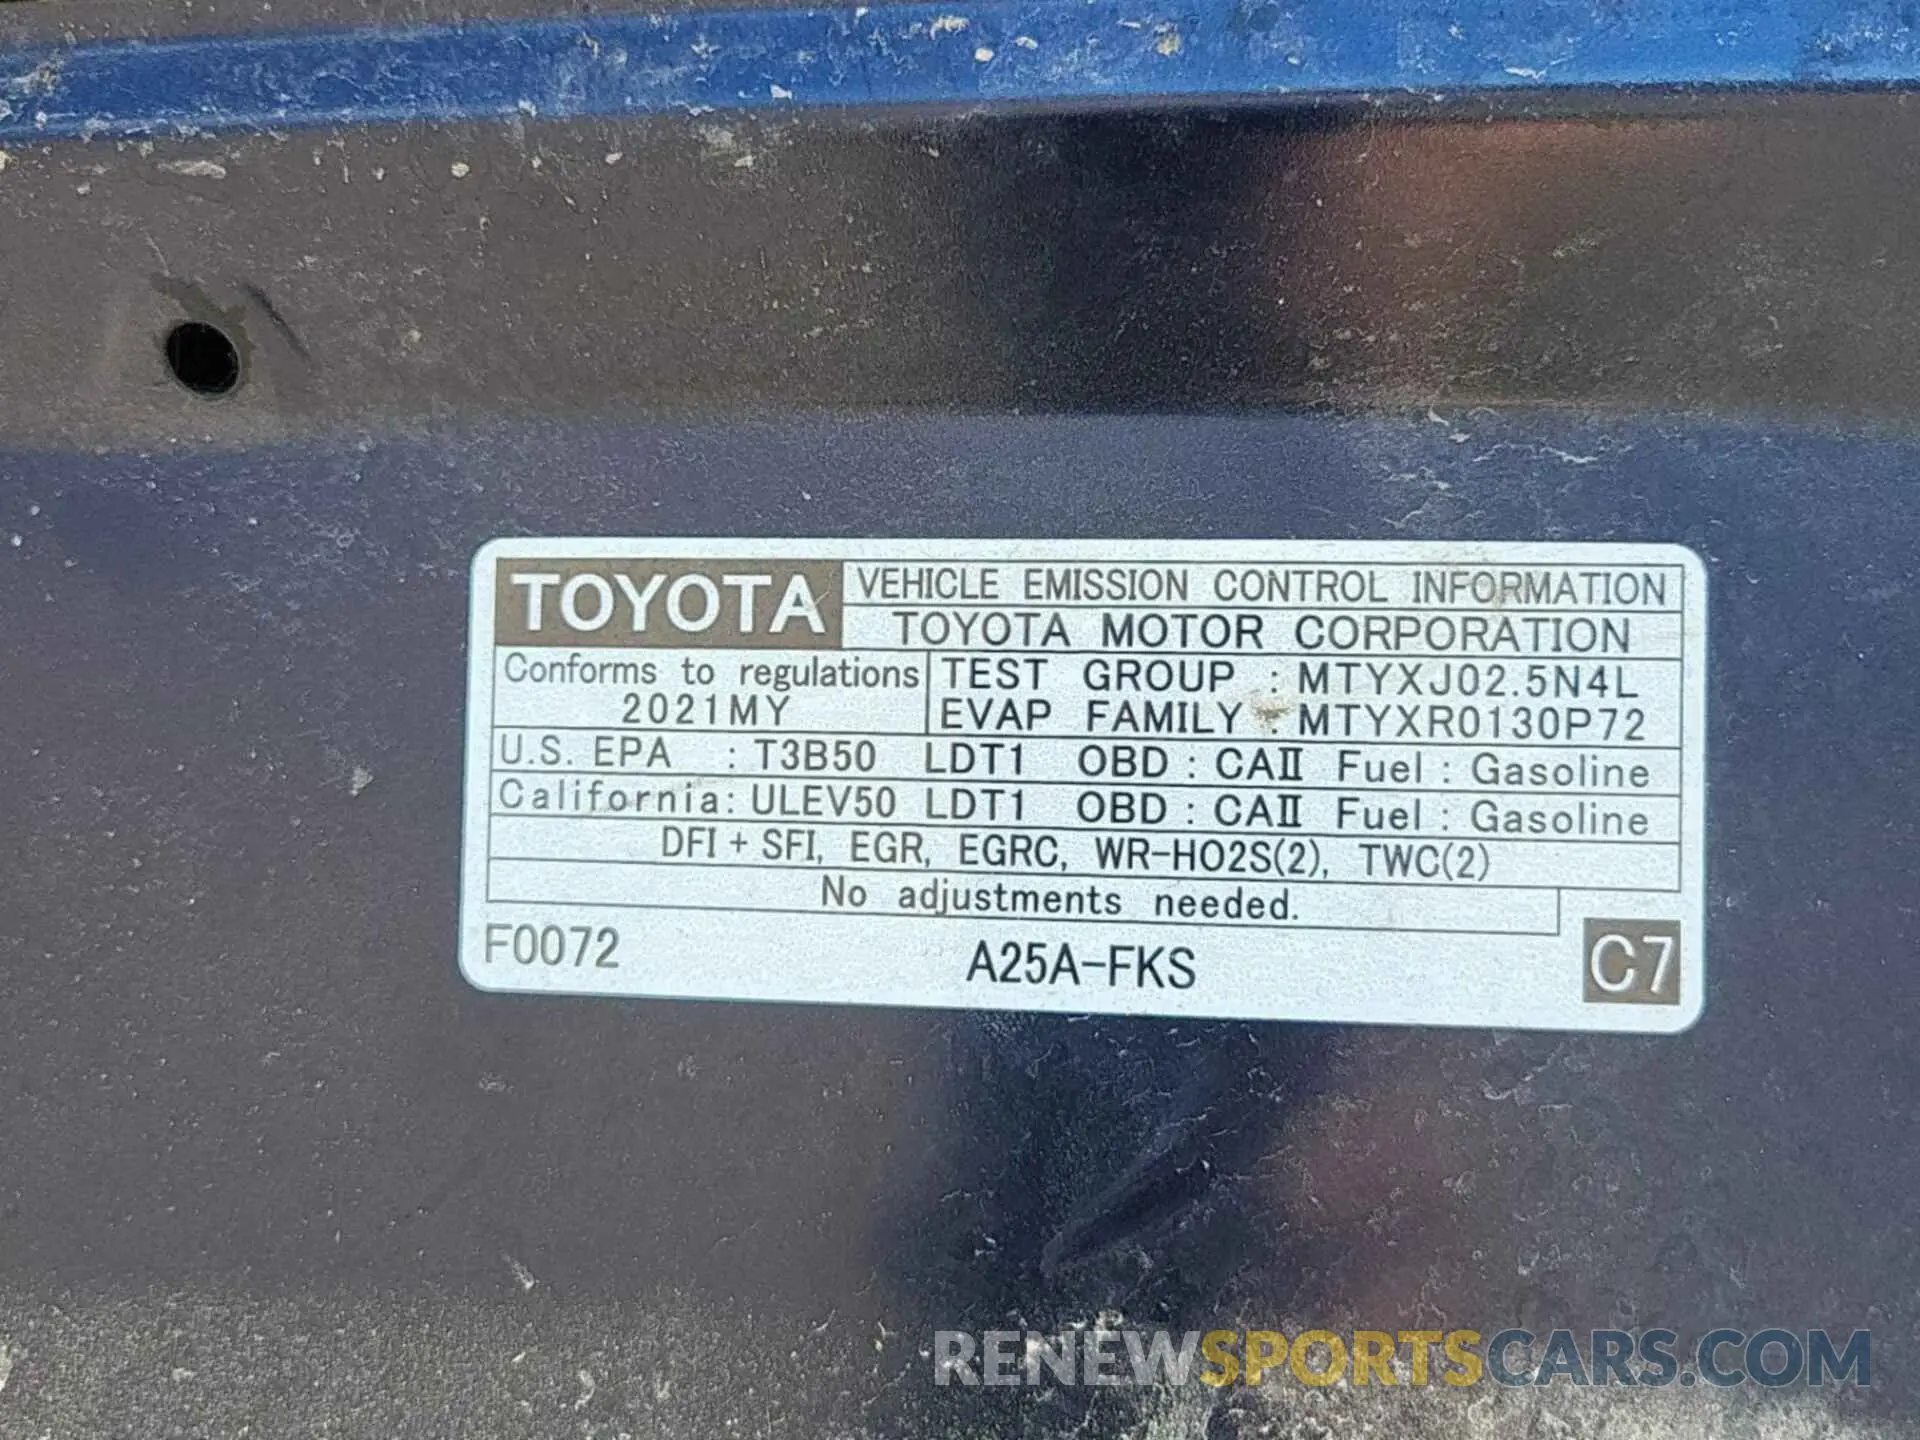 TOYOTA VEHICLE EMISSION CONTROL INFORMATION
TOYOTA MOTOR CORPORATION
Conforms to regulations
2021MY
TEST GROUP : MTYXJ02.5N4L
EVAP FAMILY : MTYXR0130P72
U.S. EPA : T3B50 LDT1 OBD : CAⅡ Fuel : Gasoline
California: ULEV50 LDT1 OBD : CAⅡ Fuel : Gasoline
DFI + SFI, EGR, EGRC, WR-HO2S(2), TWC(2)
No adjustments needed.
F0072 A25A-FKS C7
RENEWSPORTSCARS.COM